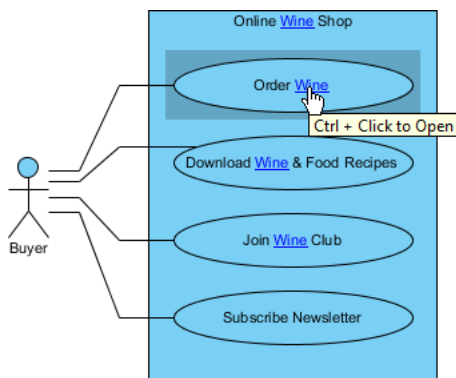 Online Wine Shop
Order Wine
Ctrl + Click to Open
Download Wine & Food Recipes
Buyer
Join Wine Club
Subscribe Newsletter